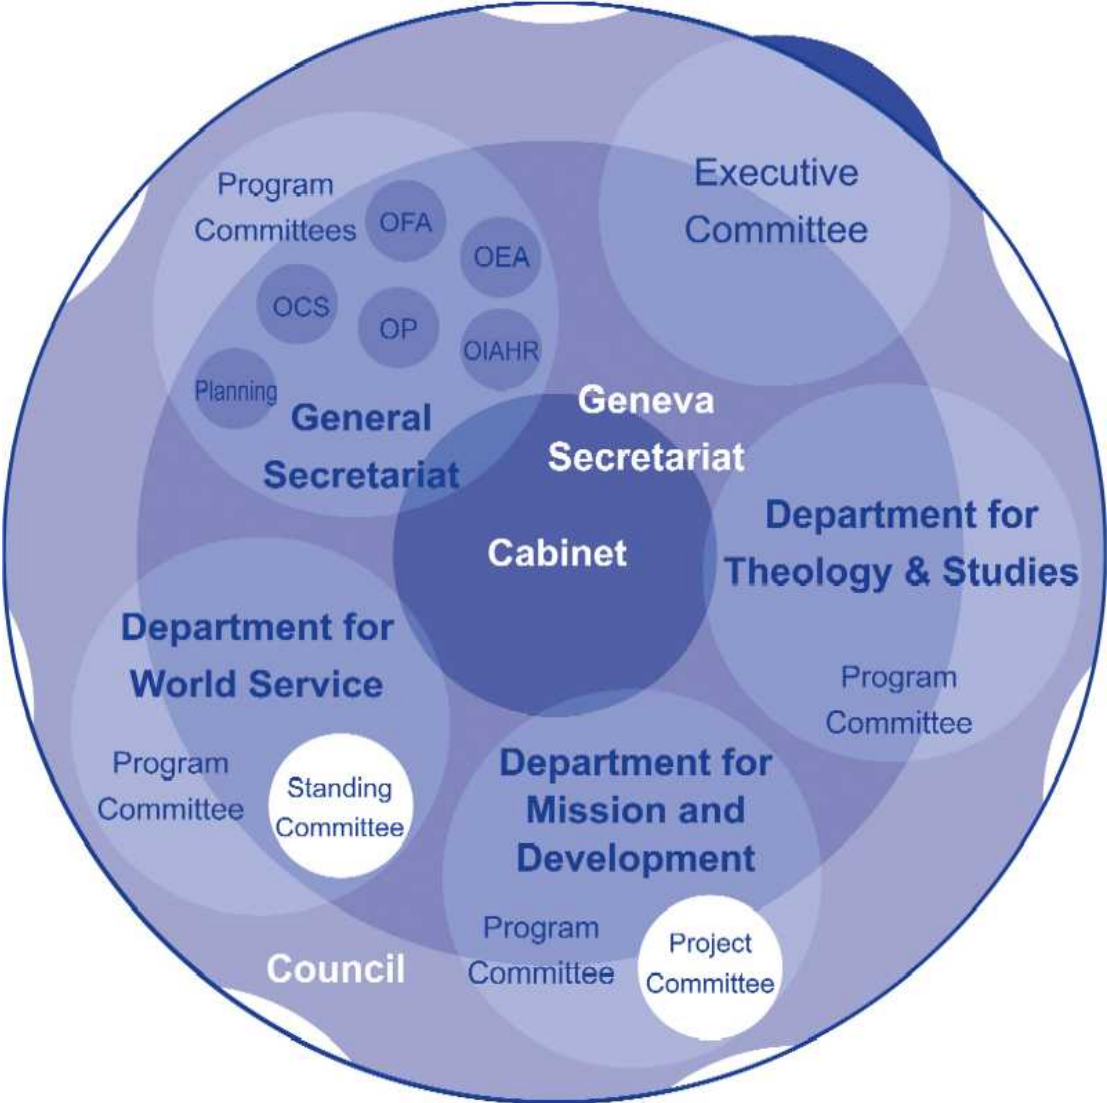 Executive
Committee
Program
Committees
OFA
OEA
OCS
OP
OIAHR
Planning
General
Secretariat
Geneva
Secretariat
Cabinet
Department for
Theology & Studies
Program
Committee
Department for
World Service
Program
Committee
Standing
Committee
Department for
Mission and
Development
Program
Committee
Project
Committee
Council